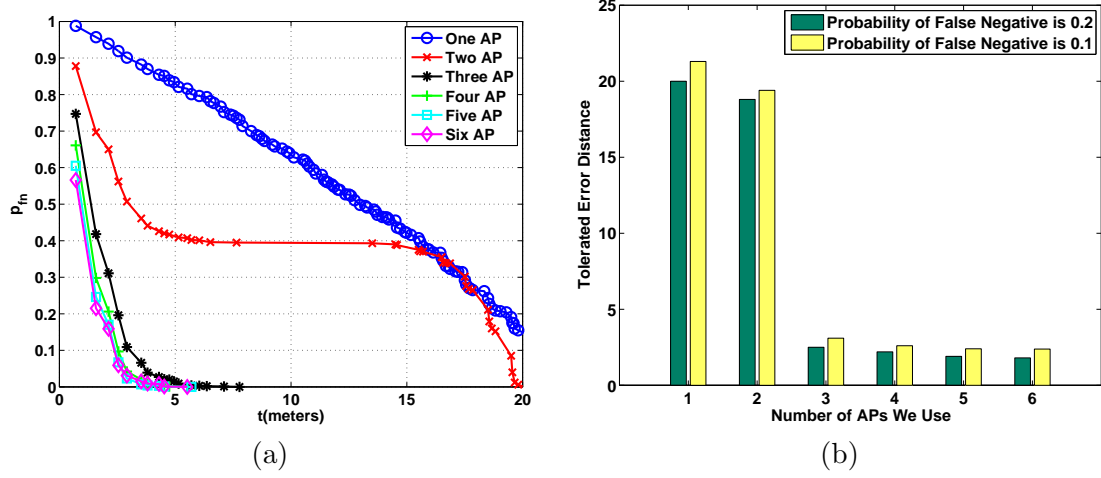 1
0.9
0.8
0.7
0.6
0.5
0.4
0.3
0.2
0.1
0
p_fn
0 5 10 15 20
t(meters)
One AP
Two AP
Three AP
Four AP
Five AP
Six AP
(a)
25
20
15
10
5
0
Tolerated Error Distance
1 2 3 4 5 6
Number of APs We Use
Probability of False Negative is 0.2
Probability of False Negative is 0.1
(b)